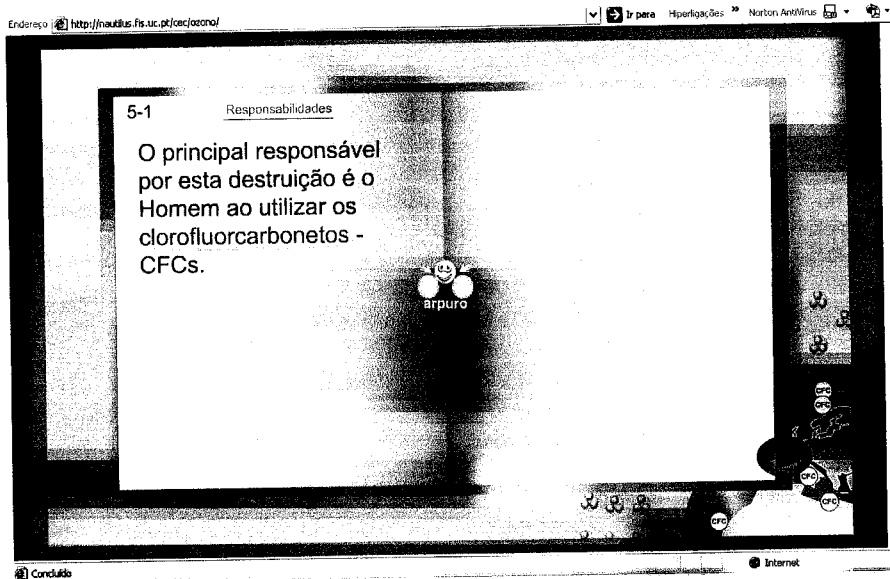 Endereço http://nautilus.fis.uc.pt/cec/ozono/ Ir para Hiperligações » Norton AntiVirus
5-1 Responsabilidades
O principal responsável
por esta destruição é o
Homem ao utilizar os
clorofluorcarbonetos -
CFCs.
arpuro
CFC
CFC
CFC
CFC
CFC
Concluído Internet